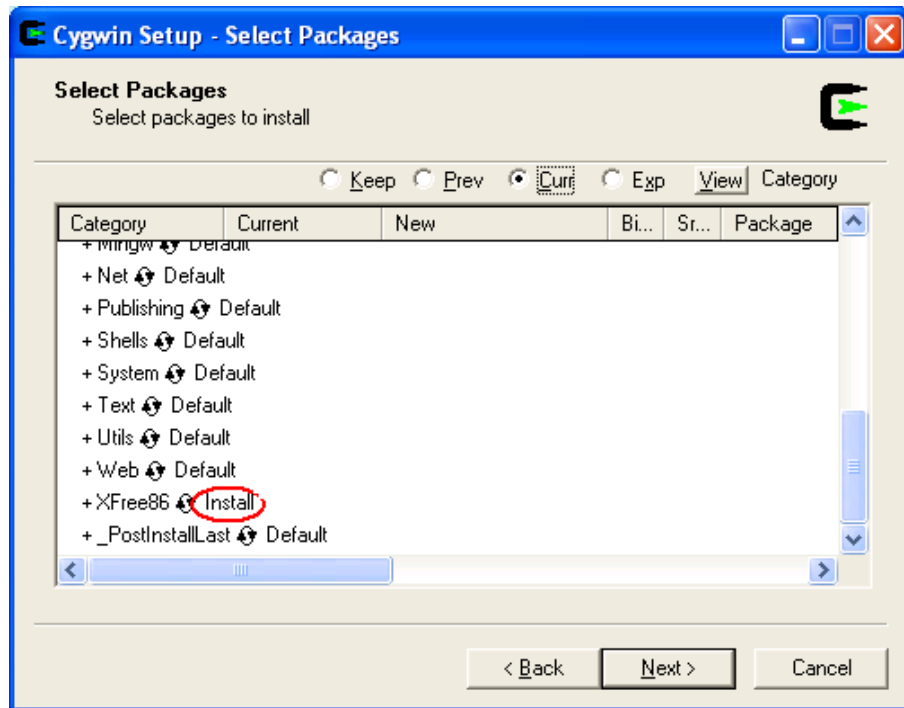 Cygwin Setup - Select Packages
Select Packages
Select packages to install
Keep Prev Curr Exp View Category
Category Current New Bi... Sr... Package
+ Mingw Default
+ Net Default
+ Publishing Default
+ Shells Default
+ System Default
+ Text Default
+ Utils Default
+ Web Default
+ XFree86 Install
+ _PostInstallLast Default
< Back Next > Cancel